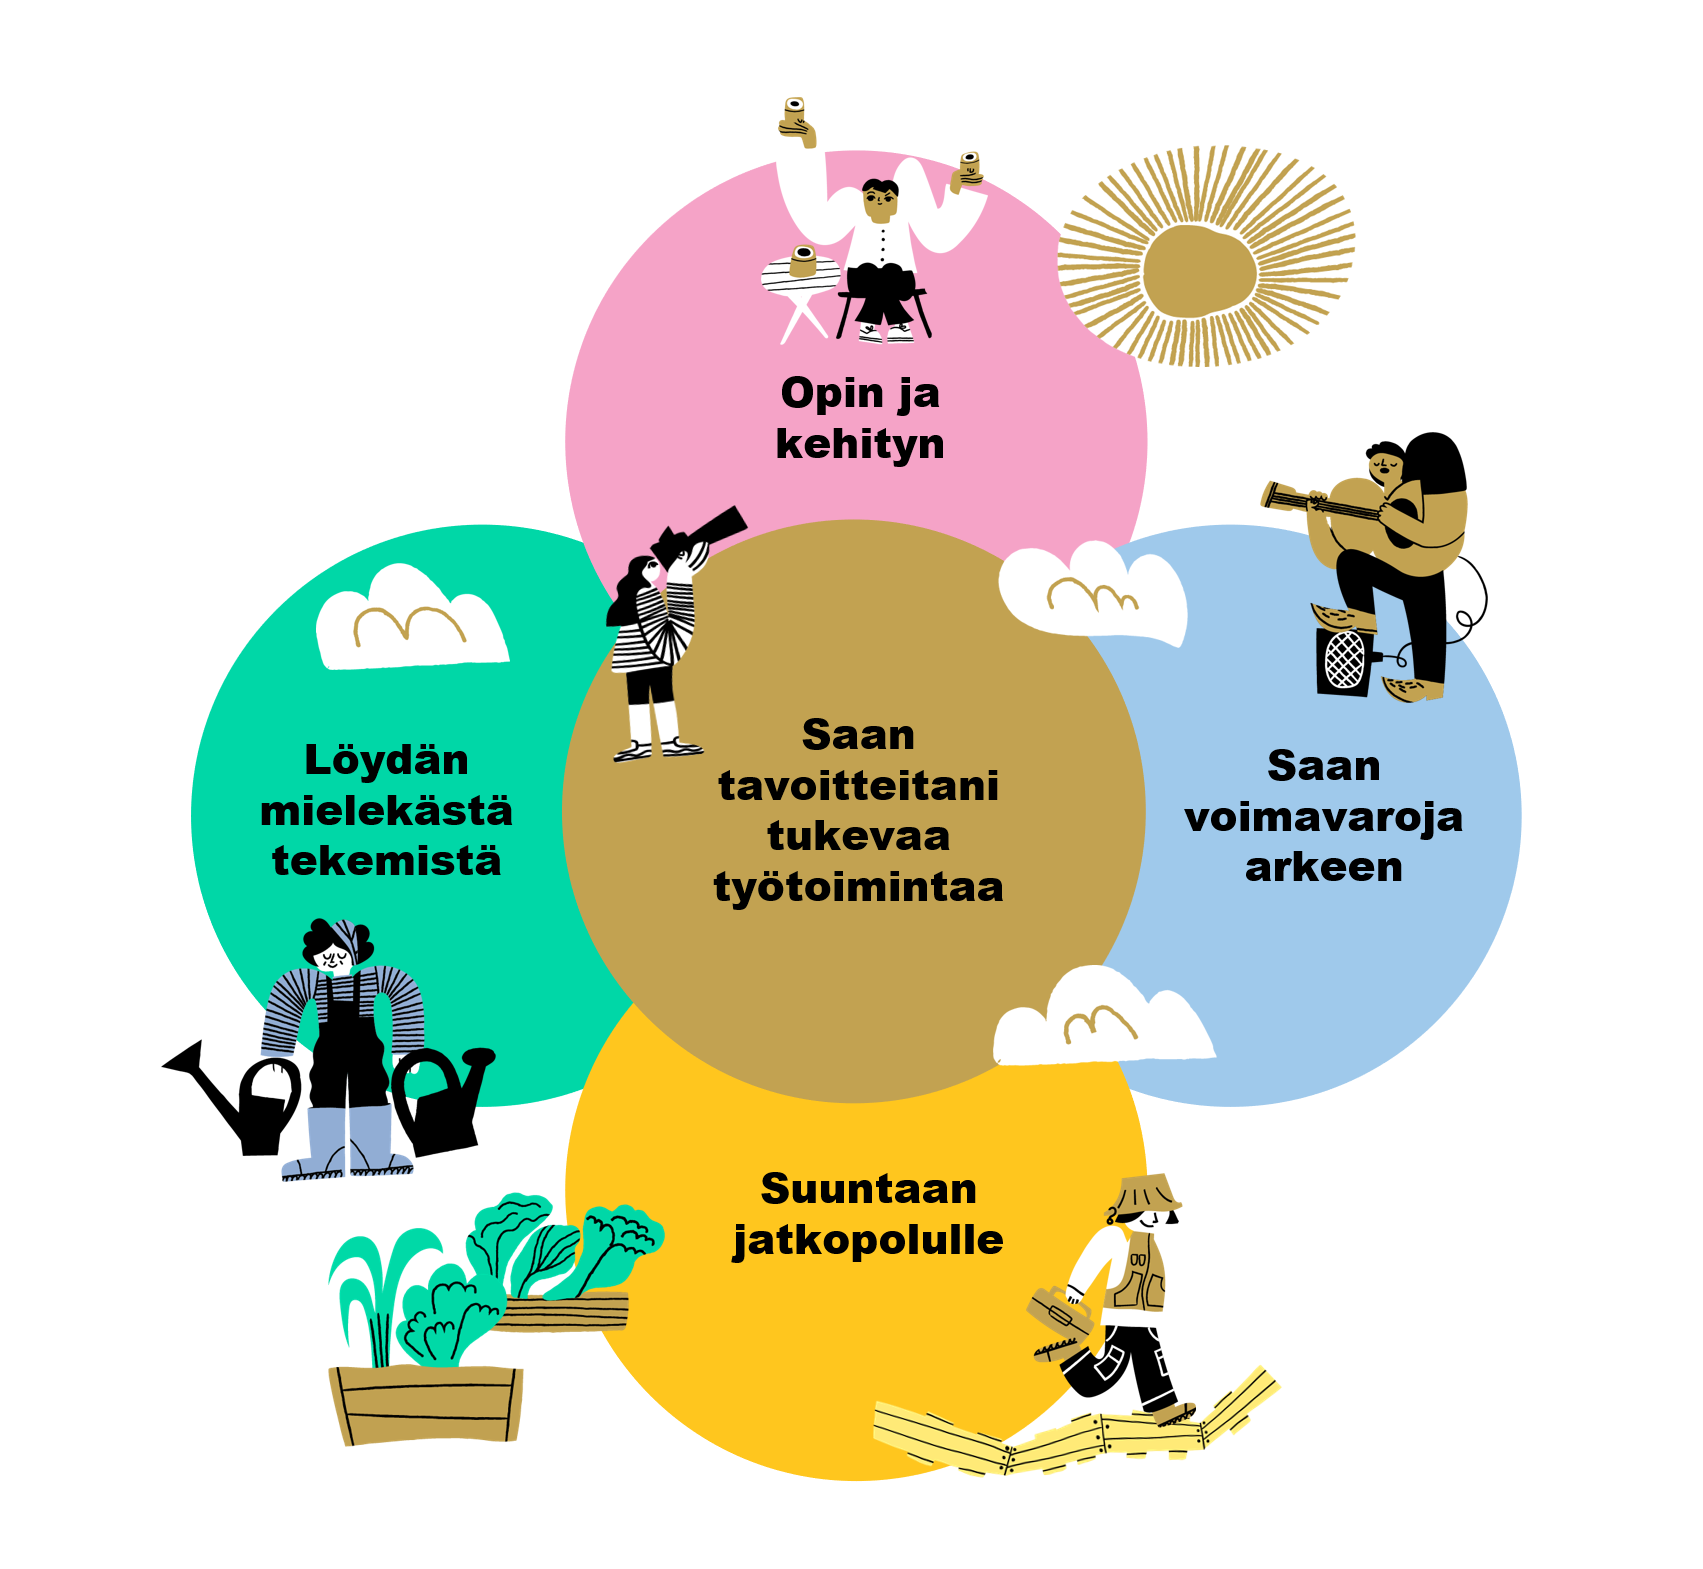 Opin ja
kehityn
Löydän
mielekästä
tekemistä
Saan
tavoitteitani
tukevaa
työtoimintaa
Saan
voimavaroja
arkeen
Suuntaan
jatkopolulle